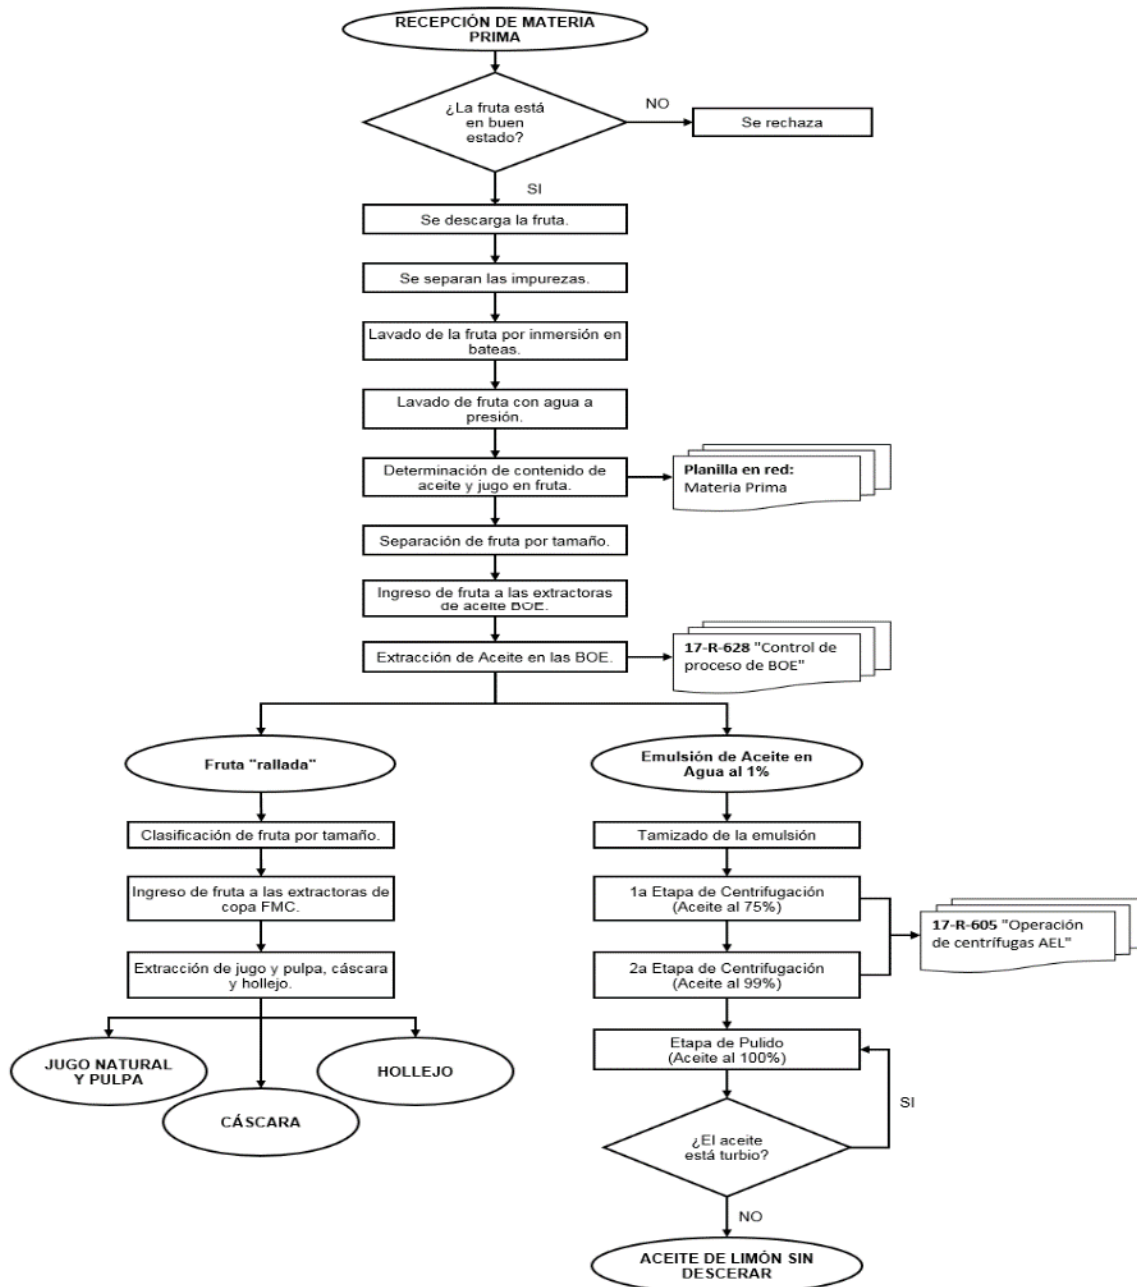 RECEPCIÓN DE MATERIA
PRIMA
¿La fruta está
en buen
estado?
NO
Se rechaza
SI
Se descarga la fruta.
Se separan las impurezas.
Lavado de la fruta por inmersión en
bateas.
Lavado de fruta con agua a
presión.
Determinación de contenido de
aceite y jugo en fruta.
Planilla en red:
Materia Prima
Separación de fruta por tamaño.
Ingreso de fruta a las extractoras
de aceite BOE.
Extracción de Aceite en las BOE.
17-R-628 "Control de
proceso de BOE"
Fruta "rallada"
Clasificación de fruta por tamaño.
Ingreso de fruta a las extractoras de
copa FMC.
Extracción de jugo y pulpa, cáscara
y hollejo.
JUGO NATURAL
Y PULPA
CÁSCARA
HOLLEJO
Emulsión de Aceite en
Agua al 1%
Tamizado de la emulsión
1a Etapa de Centrifugación
(Aceite al 75%)
2a Etapa de Centrifugación
(Aceite al 99%)
17-R-605 "Operación
de centrífugas AEL"
Etapa de Pulido
(Aceite al 100%)
SI
¿El aceite
está turbio?
NO
ACEITE DE LIMÓN SIN
DESCERAR